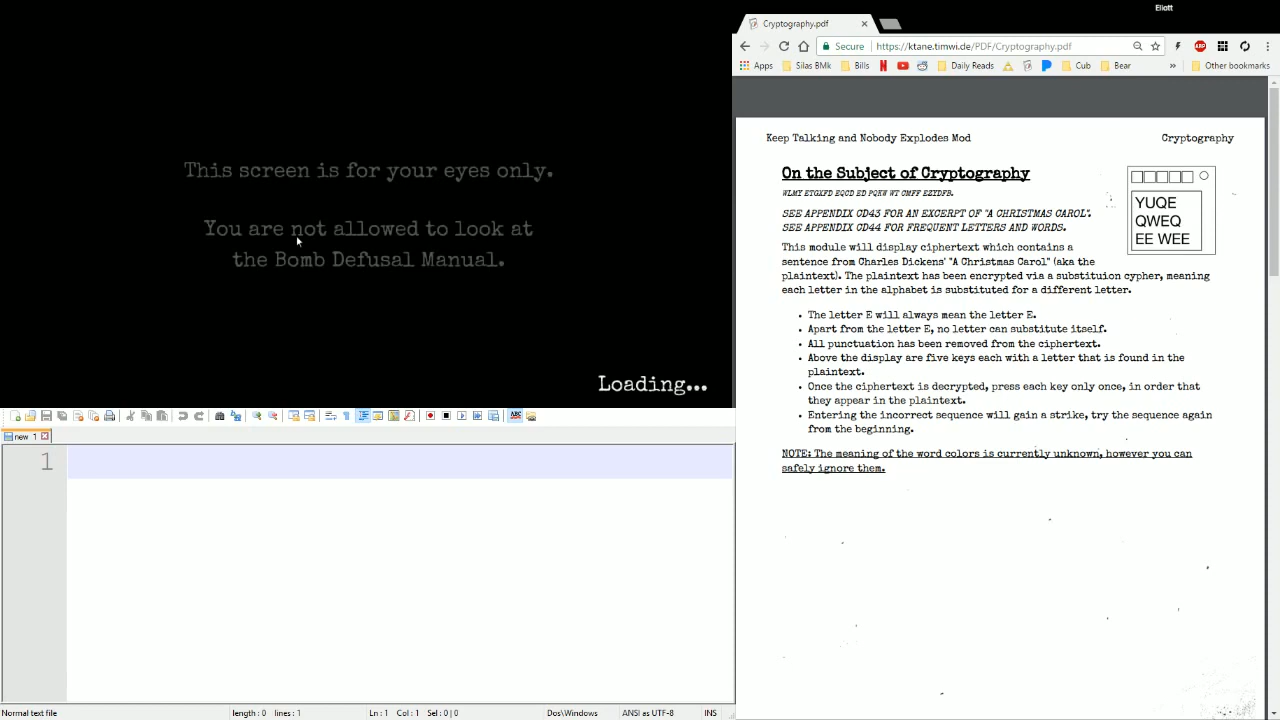 Eliott
Cryptography.pdf
Secure
https://ktane.timwi.de/PDF/Cryptography.pdf
Apps
Silas BMk
Bills
Daily Reads
Cub
Bear
»
Other bookmarks
This screen is for your eyes only.
You are not allowed to look at
the Bomb Defusal Manual.
Loading...
Keep Talking and Nobody Explodes Mod
Cryptography
On the Subject of Cryptography
WLMY ETGXFD EQCD ED PQKW WT CMFF EZYDFB.
SEE APPENDIX CD43 FOR AN EXCERPT OF "A CHRISTMAS CAROL".
SEE APPENDIX CD44 FOR FREQUENT LETTERS AND WORDS.
YUQE
QWEQ
EE WEE
This module will display ciphertext which contains a
sentence from Charles Dickens' "A Christmas Carol" (aka the
plaintext). The plaintext has been encrypted via a substituion cypher, meaning
each letter in the alphabet is substituted for a different letter.
• The letter E will always mean the letter E.
• Apart from the letter E, no letter can substitute itself.
• All punctuation has been removed from the ciphertext.
• Above the display are five keys each with a letter that is found in the
plaintext.
• Once the ciphertext is decrypted, press each key only once, in order that
they appear in the plaintext.
• Entering the incorrect sequence will gain a strike, try the sequence again
from the beginning.
NOTE: The meaning of the word colors is currently unknown, however you can
safely ignore them.
new 1
1
Normal text file
length : 0 lines : 1
Ln : 1 Col : 1 Sel : 0 | 0
Dos\Windows
ANSI as UTF-8
INS